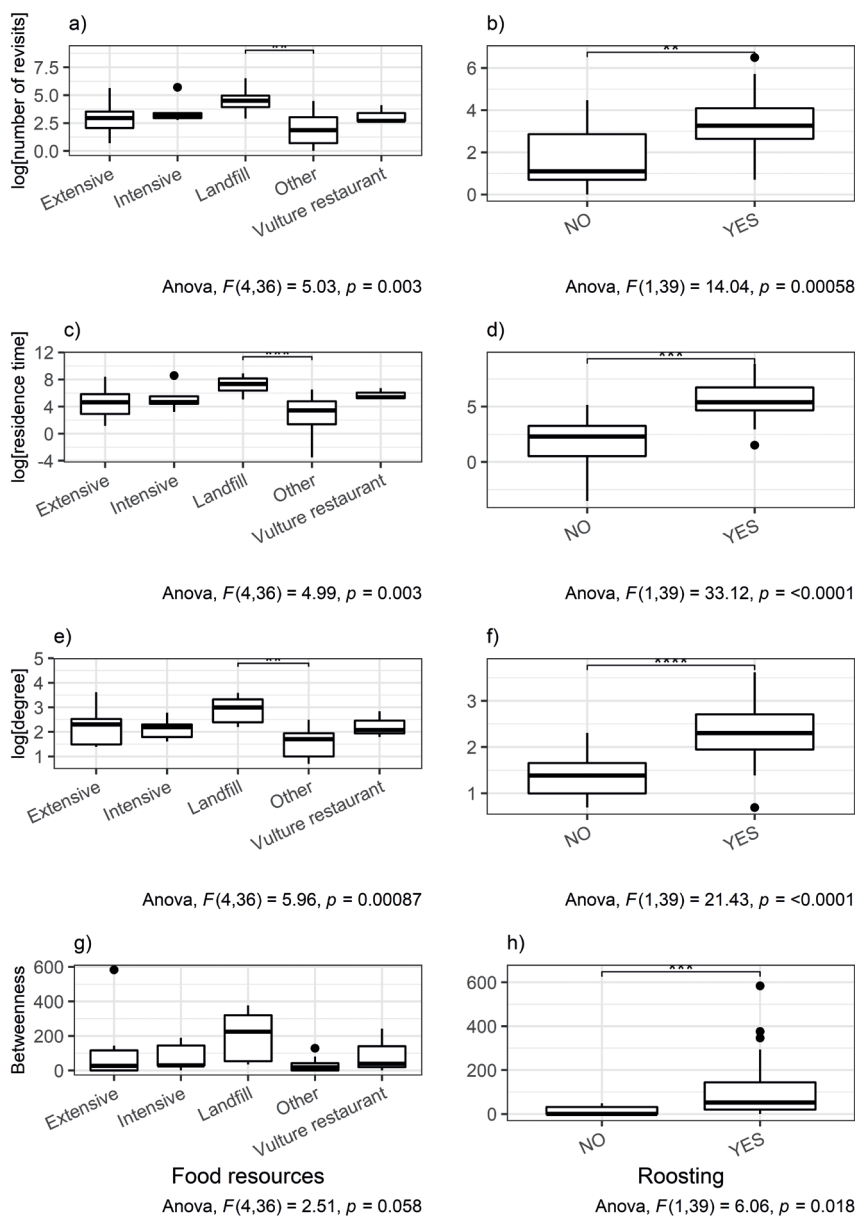 a)
log[number of revisits]
7.5
5.0
2.5
0.0
**
Extensive
Intensive
Landfill
Other
Vulture restaurant
Anova, F(4,36) = 5.03, p = 0.003
b)
6
4
2
0
**
NO
YES
Anova, F(1,39) = 14.04, p = 0.00058
c)
log[residence time]
12
8
4
0
-4
***
Extensive
Intensive
Landfill
Other
Vulture restaurant
Anova, F(4,36) = 4.99, p = 0.003
d)
5
0
***
NO
YES
Anova, F(1,39) = 33.12, p = <0.0001
e)
log[degree]
5
4
3
2
1
**
Extensive
Intensive
Landfill
Other
Vulture restaurant
Anova, F(4,36) = 5.96, p = 0.00087
f)
3
2
1
****
NO
YES
Anova, F(1,39) = 21.43, p = <0.0001
g)
Betweenness
600
400
200
0
Extensive
Intensive
Landfill
Other
Vulture restaurant
Food resources
Anova, F(4,36) = 2.51, p = 0.058
h)
600
400
200
0
***
NO
YES
Roosting
Anova, F(1,39) = 6.06, p = 0.018